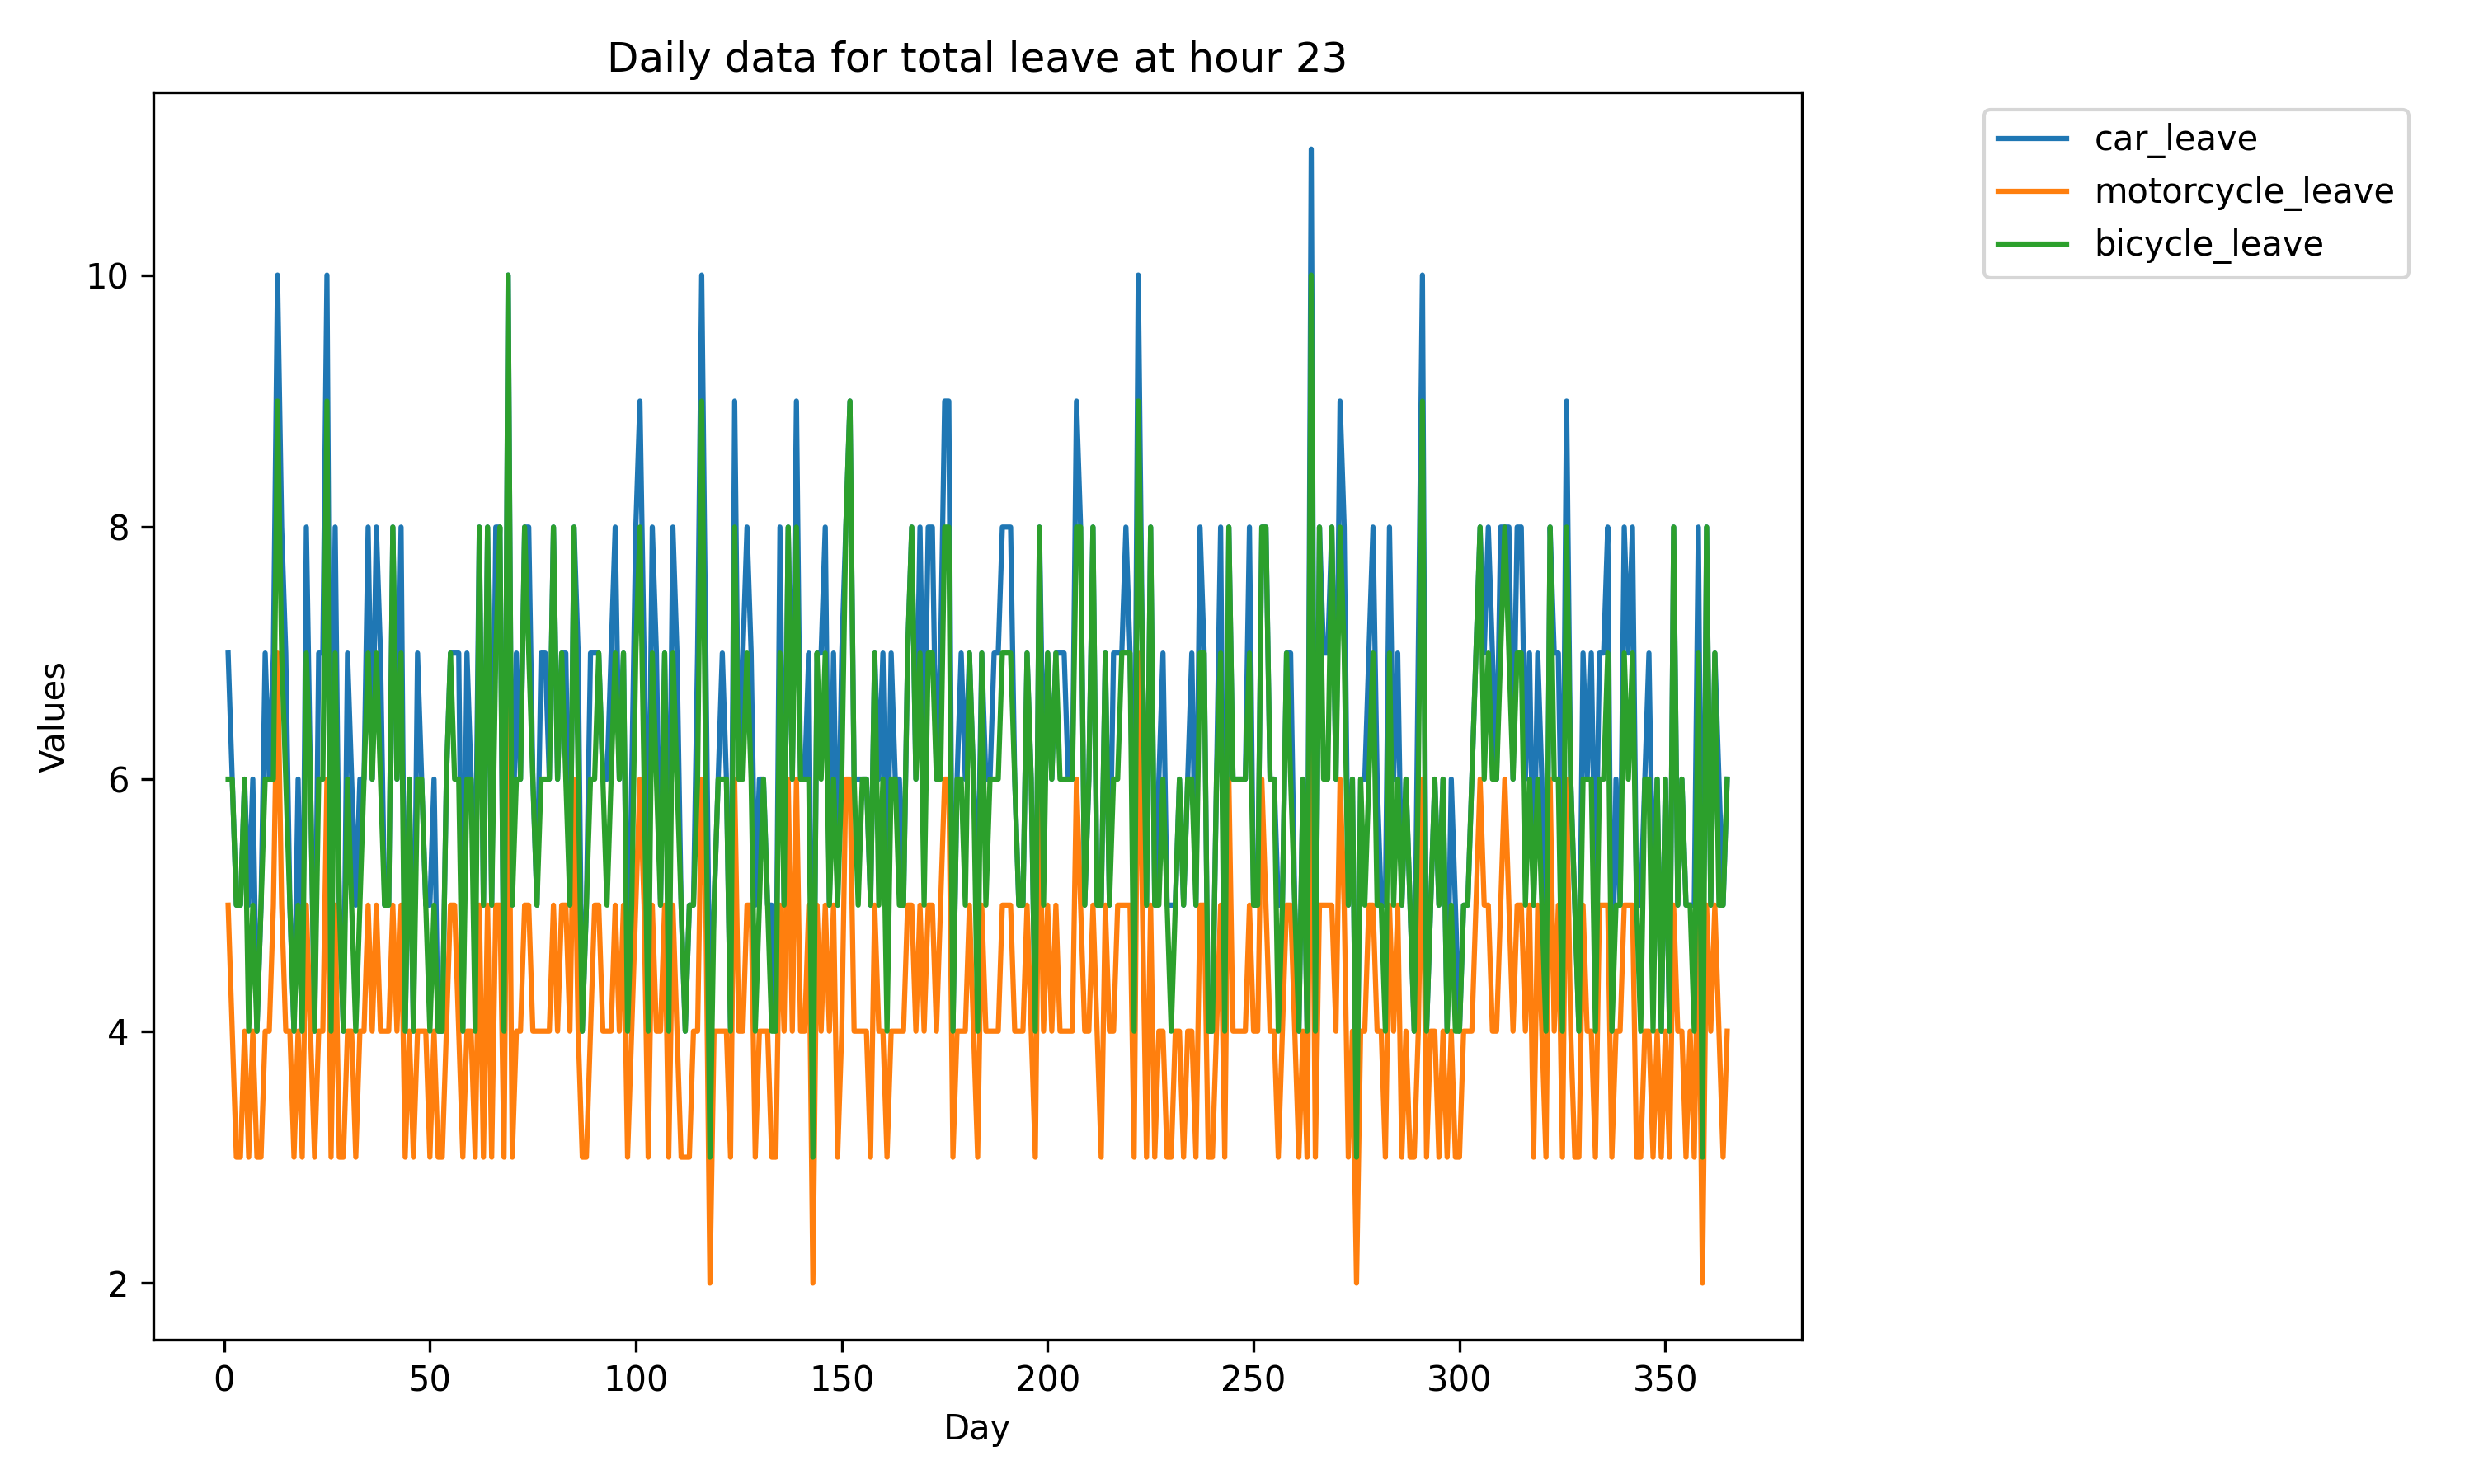 Daily data for total leave at hour 23
car_leave
motorcycle_leave
bicycle_leave
Values
10
8
6
4
2
0 50 100 150 200 250 300 350
Day